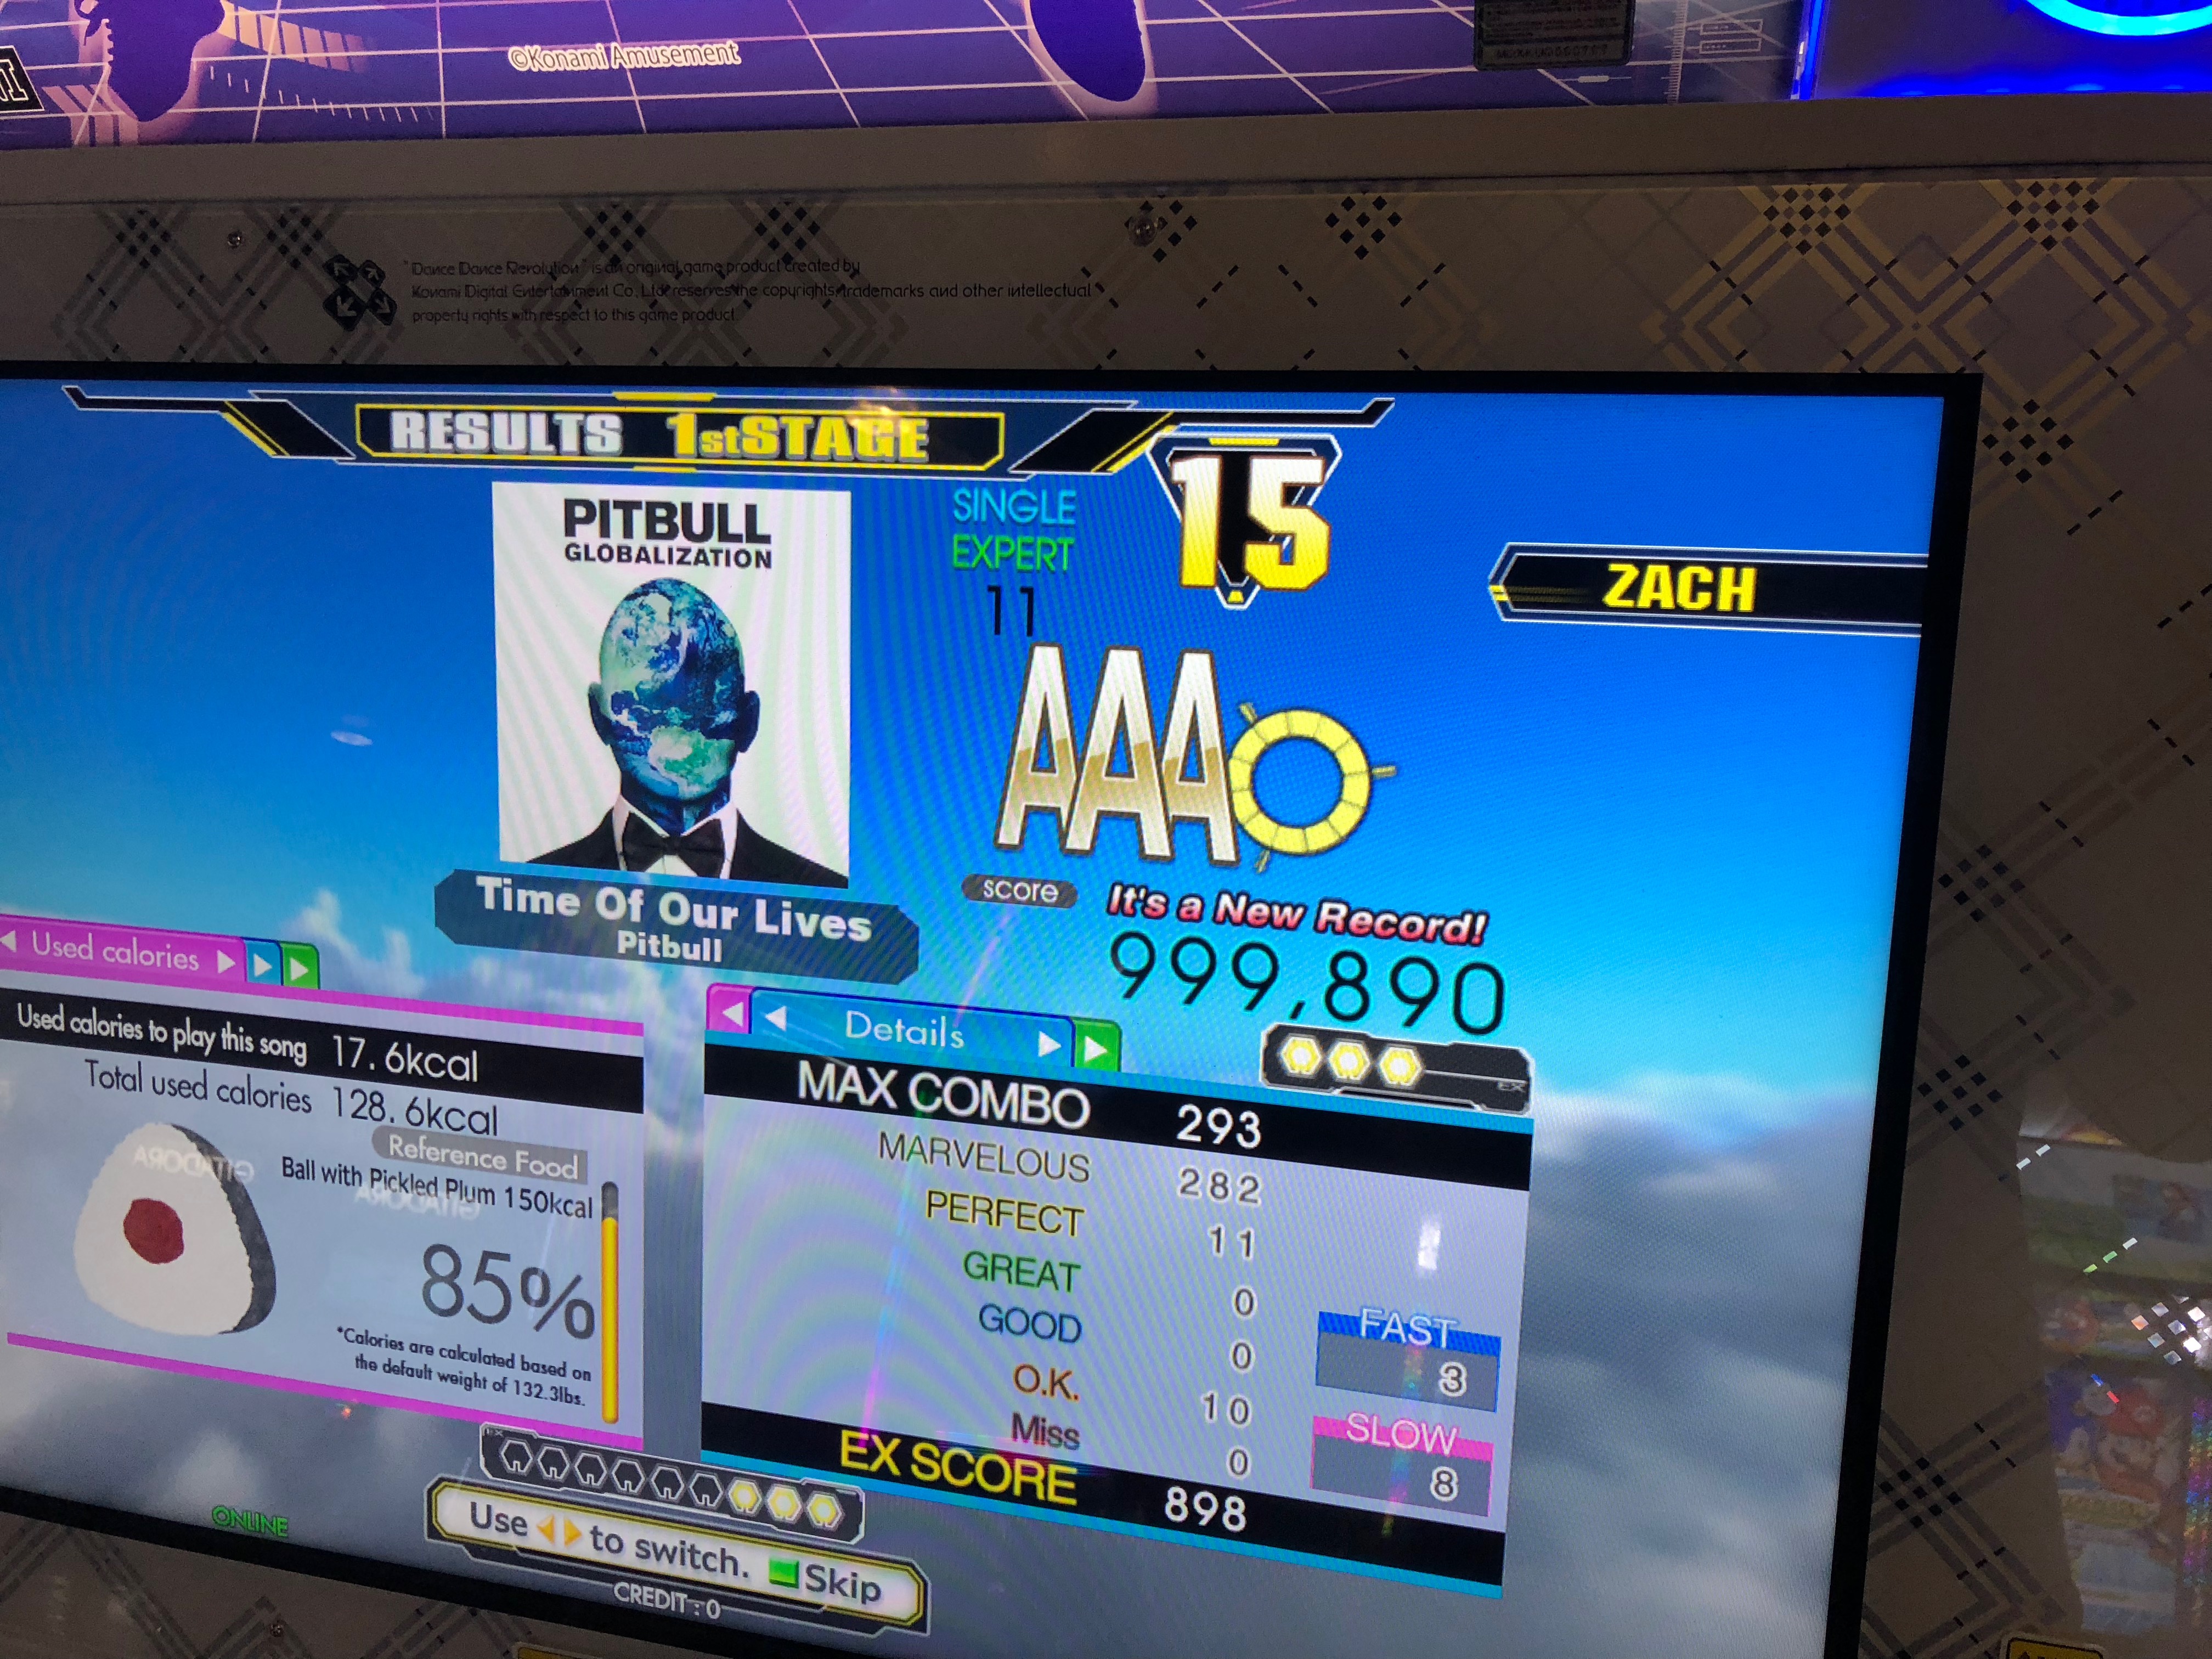 ©Konami Amusement
"Dance Dance Revolution" is an original game product created by
Konami Digital Entertainment Co., Ltd. reserves the copyrights, trademarks and other intellectual
property rights with respect to this game product.
RESULTS 1stSTAGE
PITBULL
GLOBALIZATION
SINGLE
EXPERT
11
15
ZACH
AAA
Time Of Our Lives
Pitbull
score
It's a New Record!
999,890
Used calories
Used calories to play this song 17.6kcal
Total used calories 128.6kcal
Reference Food
Ball with Pickled Plum 150kcal
85%
*Calories are calculated based on
the default weight of 132.3lbs.
Details
EX
MAX COMBO 293
MARVELOUS 282
PERFECT 11
GREAT 0
GOOD 0
O.K. 10
Miss 0
EX SCORE 898
FAST
3
SLOW
8
EX
Use to switch. Skip
ONLINE
CREDIT : 0
GITADORA
GITADORA